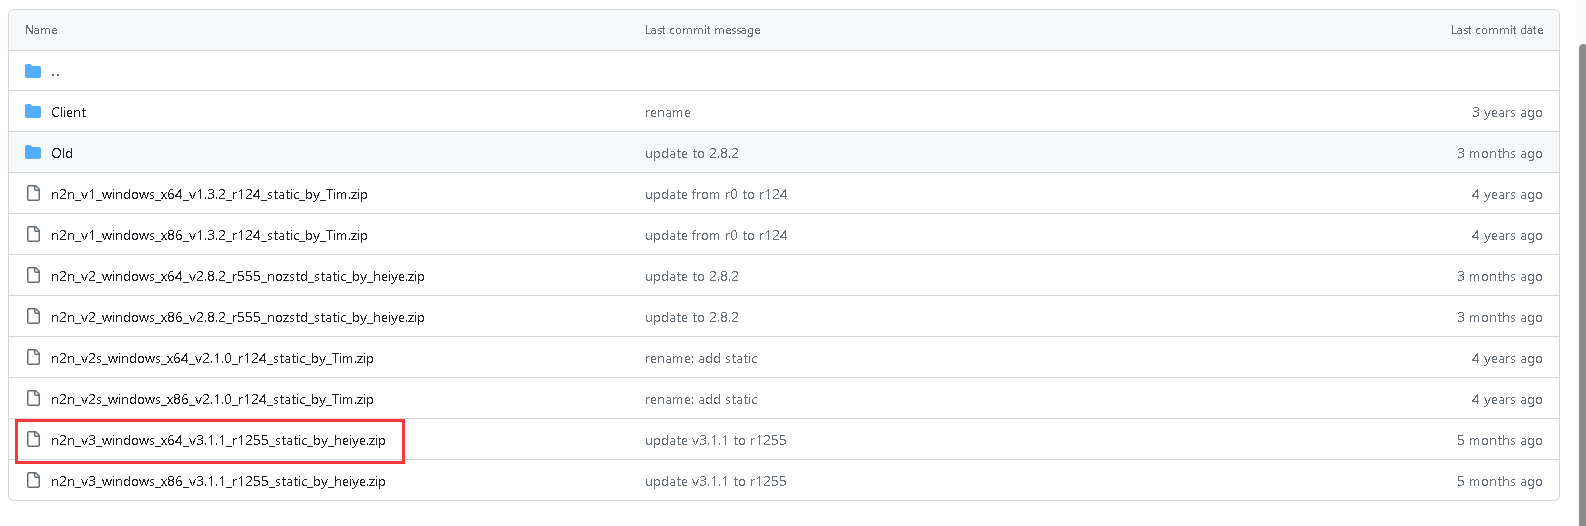 Name Last commit message Last commit date
..
Client rename 3 years ago
Old update to 2.8.2 3 months ago
n2n_v1_windows_x64_v1.3.2_r124_static_by_Tim.zip update from r0 to r124 4 years ago
n2n_v1_windows_x86_v1.3.2_r124_static_by_Tim.zip update from r0 to r124 4 years ago
n2n_v2_windows_x64_v2.8.2_r555_nozstd_static_by_heiye.zip update to 2.8.2 3 months ago
n2n_v2_windows_x86_v2.8.2_r555_nozstd_static_by_heiye.zip update to 2.8.2 3 months ago
n2n_v2s_windows_x64_v2.1.0_r124_static_by_Tim.zip rename: add static 4 years ago
n2n_v2s_windows_x86_v2.1.0_r124_static_by_Tim.zip rename: add static 4 years ago
n2n_v3_windows_x64_v3.1.1_r1255_static_by_heiye.zip update v3.1.1 to r1255 5 months ago
n2n_v3_windows_x86_v3.1.1_r1255_static_by_heiye.zip update v3.1.1 to r1255 5 months ago